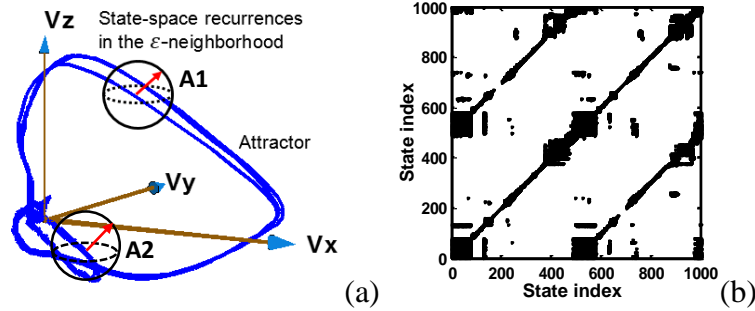 Vz
State-space recurrences
in the ε-neighborhood
A1
Attractor
Vy
Vx
A2
(a)
1000
800
600
400
200
0
State index
0 200 400 600 800 1000
State index
(b)